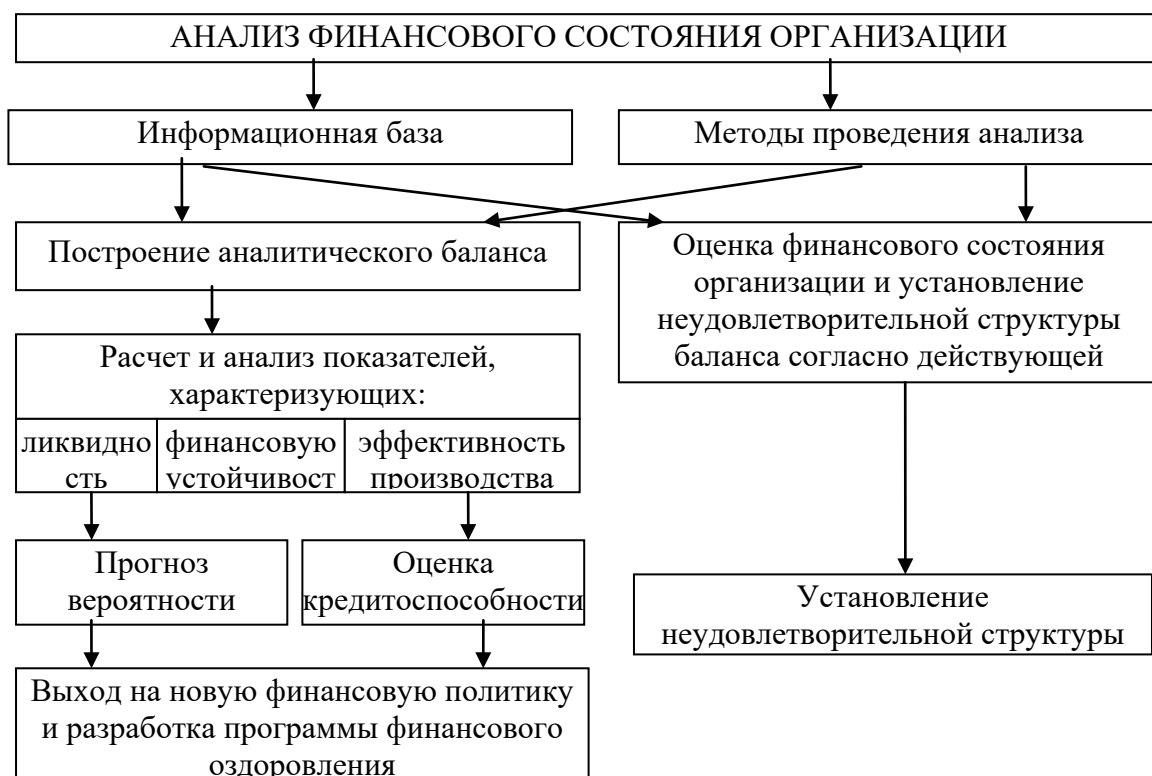 АНАЛИЗ ФИНАНСОВОГО СОСТОЯНИЯ ОРГАНИЗАЦИИ
Информационная база
Методы проведения анализа
Построение аналитического баланса
Оценка финансового состояния
организации и установление
неудовлетворительной структуры
баланса согласно действующей
Расчет и анализ показателей,
характеризующих:
ликвидно
сть
финансовую
устойчивост
эффективность
производства
Прогноз
вероятности
Оценка
кредитоспособности
Установление
неудовлетворительной структуры
Выход на новую финансовую политику
и разработка программы финансового
оздоровления